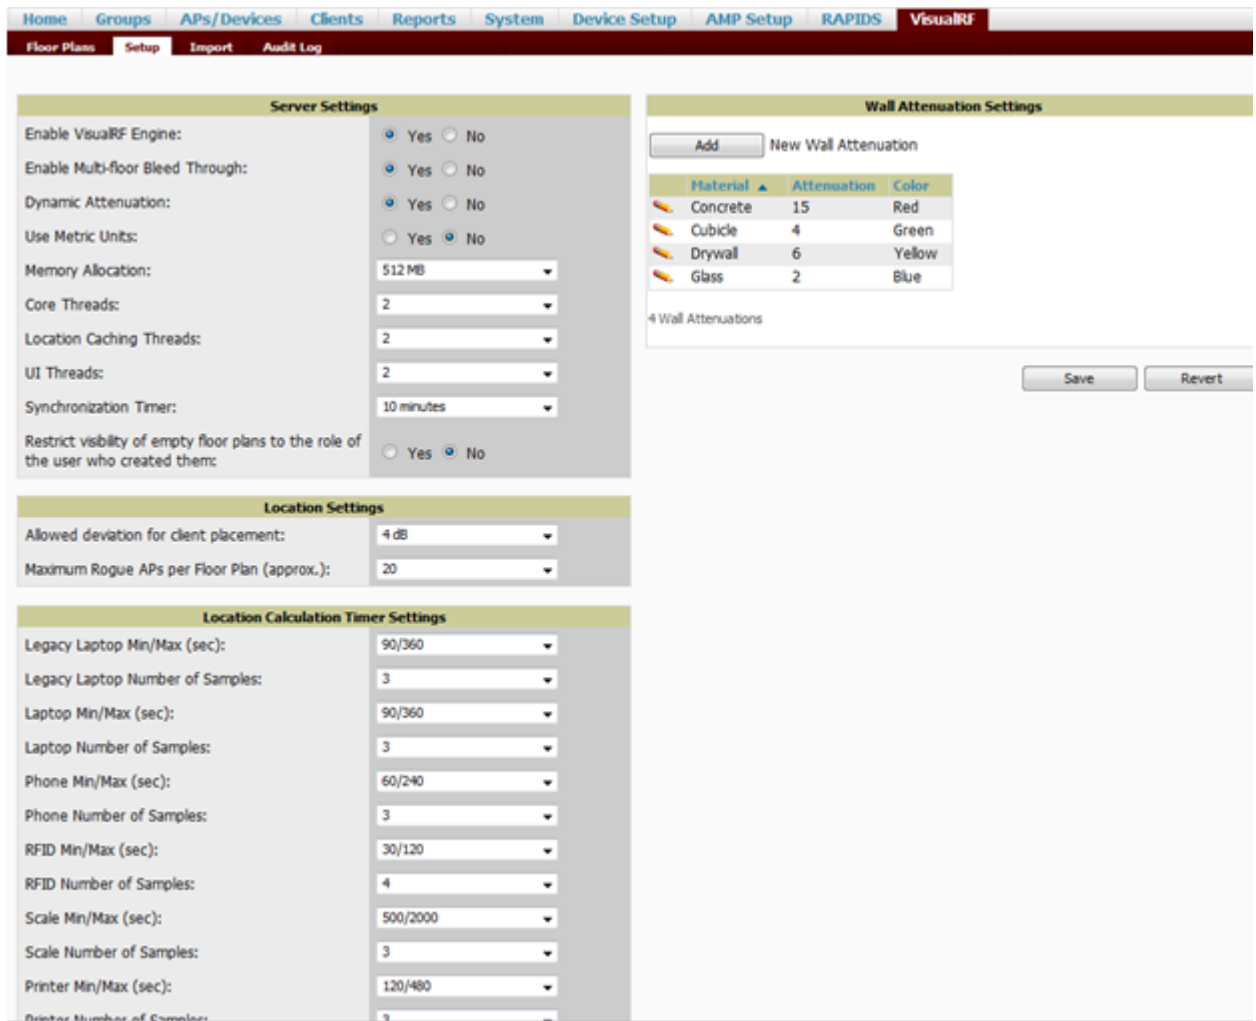 Home Groups APs/Devices Clients Reports System Device Setup AMP Setup RAPIDS VisualRF
Floor Plans Setup Import Audit Log
Server Settings
Enable VisualRF Engine: Yes No
Enable Multi-floor Bleed Through: Yes No
Dynamic Attenuation: Yes No
Use Metric Units: Yes No
Memory Allocation: 512 MB
Core Threads: 2
Location Caching Threads: 2
UI Threads: 2
Synchronization Timer: 10 minutes
Restrict visibility of empty floor plans to the role of
the user who created them: Yes No
Location Settings
Allowed deviation for client placement: 4 dB
Maximum Rogue APs per Floor Plan (approx.): 20
Location Calculation Timer Settings
Legacy Laptop Min/Max (sec): 90/360
Legacy Laptop Number of Samples: 3
Laptop Min/Max (sec): 90/360
Laptop Number of Samples: 3
Phone Min/Max (sec): 60/240
Phone Number of Samples: 3
RFID Min/Max (sec): 30/120
RFID Number of Samples: 4
Scale Min/Max (sec): 500/2000
Scale Number of Samples: 3
Printer Min/Max (sec): 120/480
Printer Number of Samples: 3
Wall Attenuation Settings
Add New Wall Attenuation
Material Attenuation Color
Concrete 15 Red
Cubicle 4 Green
Drywall 6 Yellow
Glass 2 Blue
4 Wall Attenuations
Save Revert